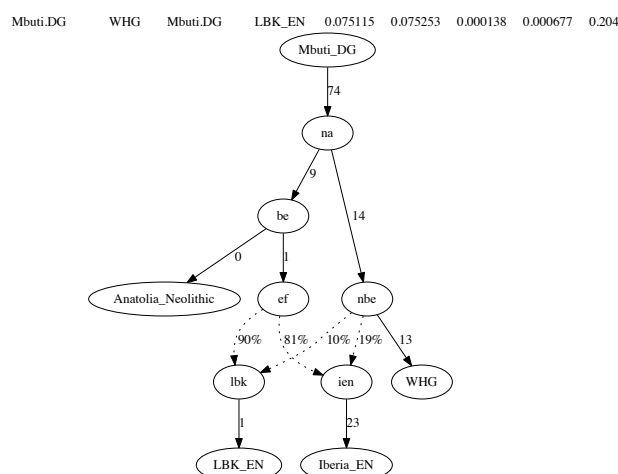 Mbuti.DG WHG Mbuti.DG LBK_EN 0.075115 0.075253 0.000138 0.000677 0.204
Mbuti_DG
74
na
9
14
be
0
1
Anatolia_Neolithic
ef
nbe
90%
81%
10%
19%
13
lbk
ien
WHG
1
23
LBK_EN
Iberia_EN